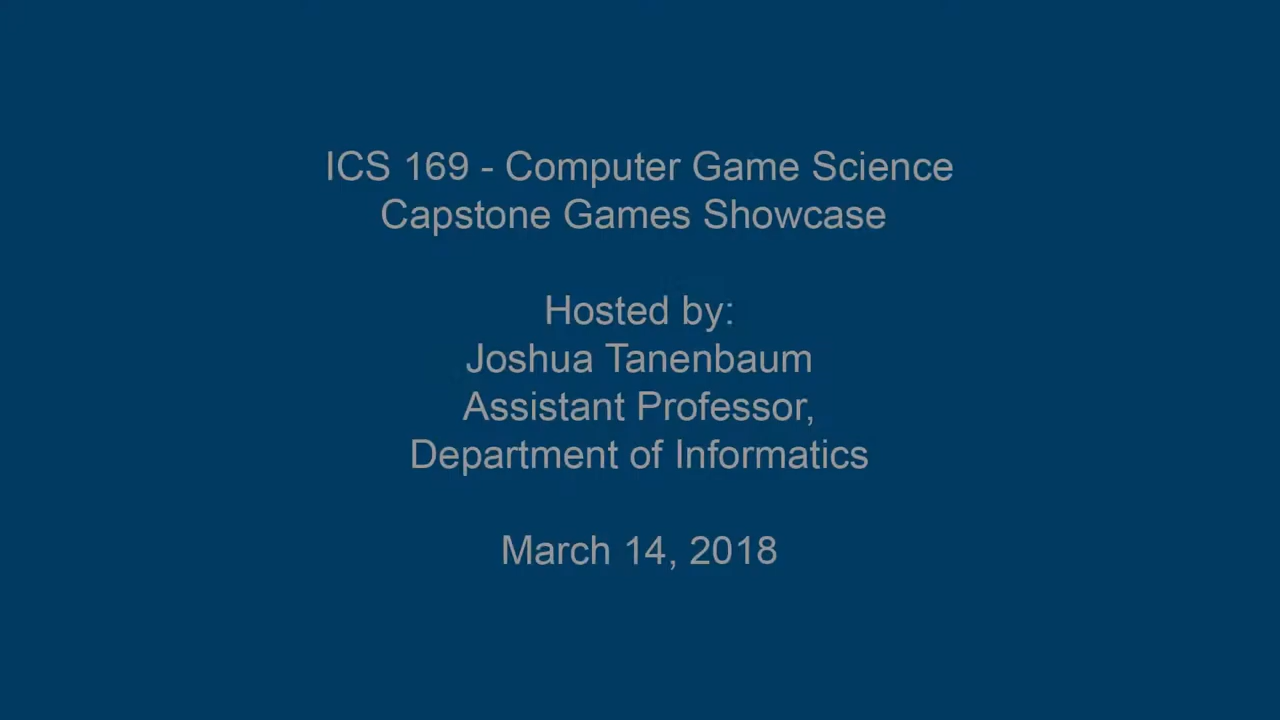 ICS 169 - Computer Game Science
Capstone Games Showcase
Hosted by:
Joshua Tanenbaum
Assistant Professor,
Department of Informatics
March 14, 2018